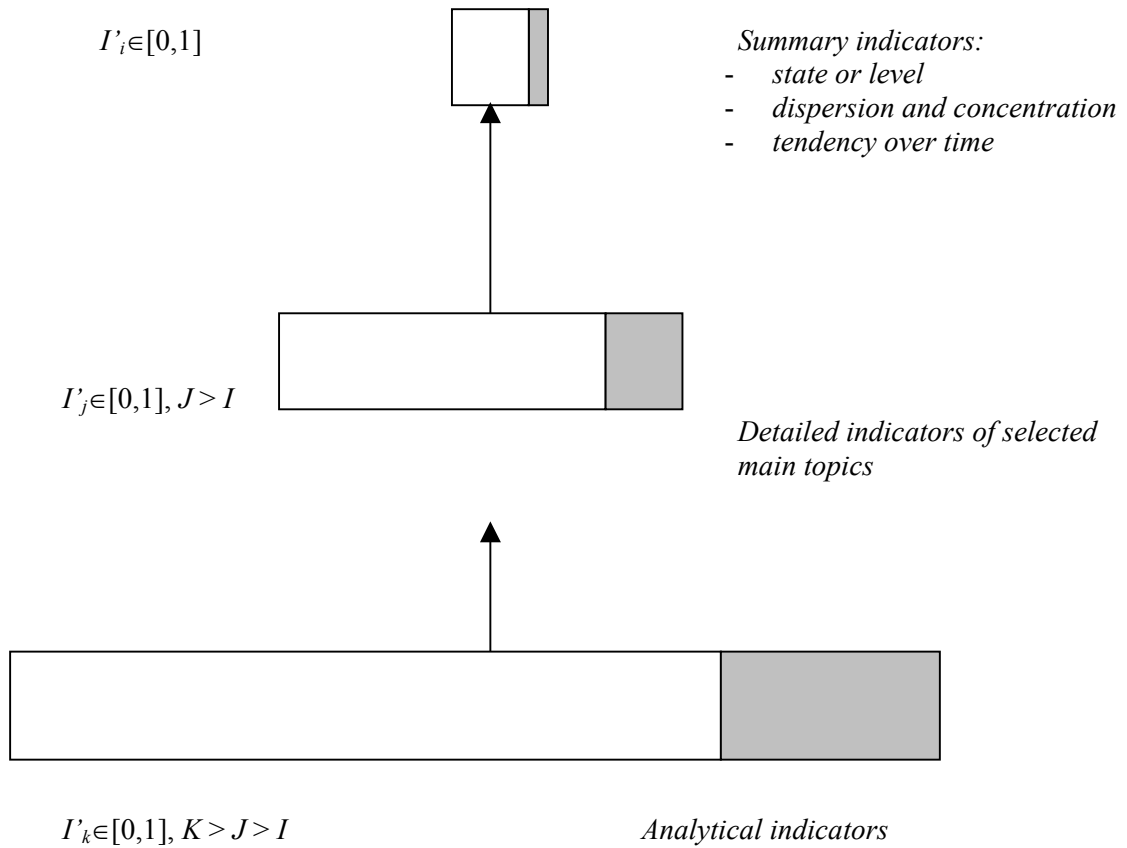 I’i∈[0,1]
Summary indicators:
- state or level
- dispersion and concentration
- tendency over time
I’j∈[0,1], J > I
Detailed indicators of selected
main topics
I’k∈[0,1], K > J > I
Analytical indicators